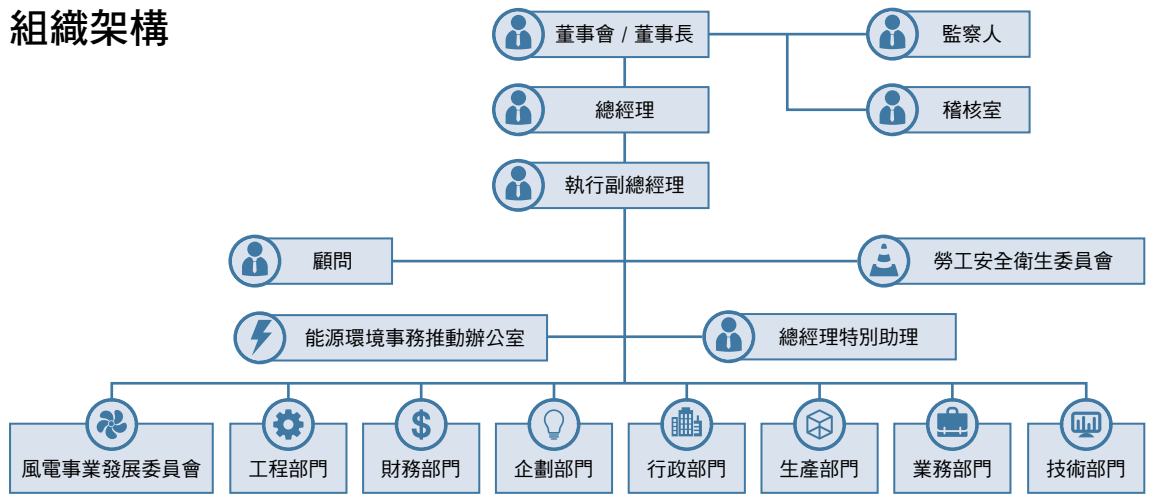 組織架構
董事會 / 董事長
監察人
總經理
稽核室
執行副總經理
顧問
勞工安全衛生委員會
能源環境事務推動辦公室
總經理特別助理
風電事業發展委員會
工程部門
財務部門
企劃部門
行政部門
生產部門
業務部門
技術部門